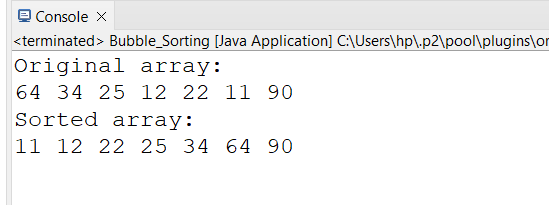 Console
<terminated> Bubble_Sorting [Java Application] C:\Users\hp\.p2\pool\plugins\or
Original array:
64 34 25 12 22 11 90
Sorted array:
11 12 22 25 34 64 90